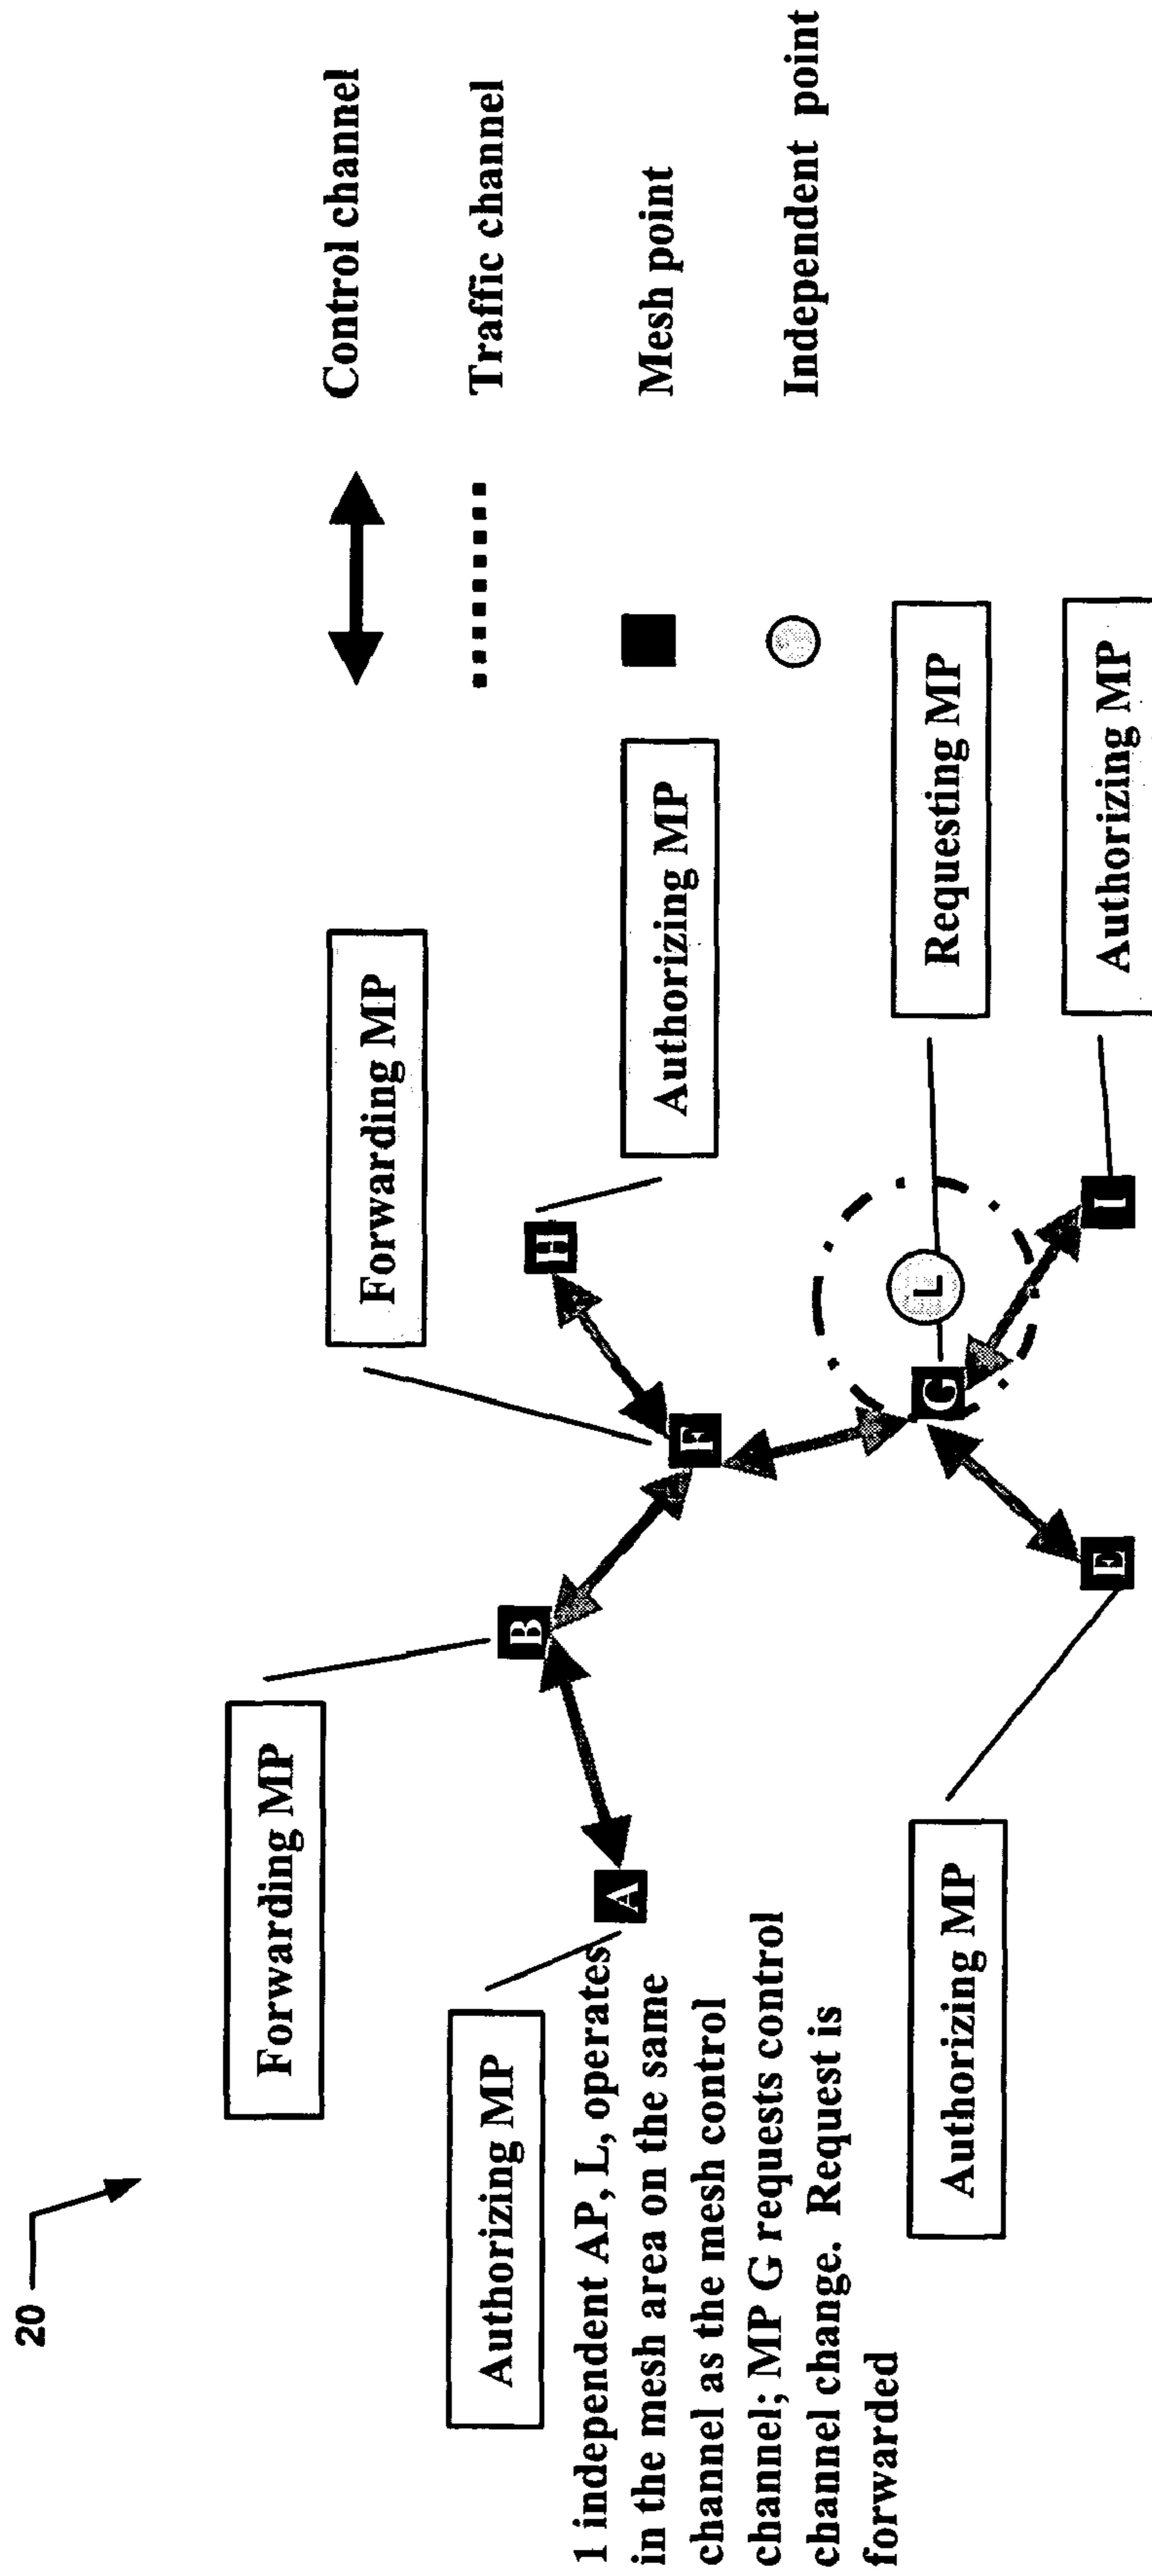 20
Forwarding MP
Forwarding MP
Control channel
Authorizing MP
Traffic channel
B
H
A
Authorizing MP
Mesh point
F
Independent point
1 independent AP, L, operates
in the mesh area on the same
channel as the mesh control
channel; MP G requests control
channel change. Request is
forwarded
L
G
Requesting MP
Authorizing MP
E
I
Authorizing MP